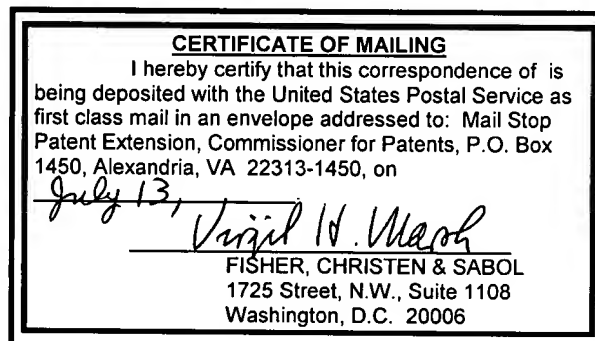 CERTIFICATE OF MAILING
I hereby certify that this correspondence of is
being deposited with the United States Postal Service as
first class mail in an envelope addressed to: Mail Stop
Patent Extension, Commissioner for Patents, P.O. Box
1450, Alexandria, VA 22313-1450, on
July 13,
Virgil H. Marsh
FISHER, CHRISTEN & SABOL
1725 Street, N.W., Suite 1108
Washington, D.C. 20006